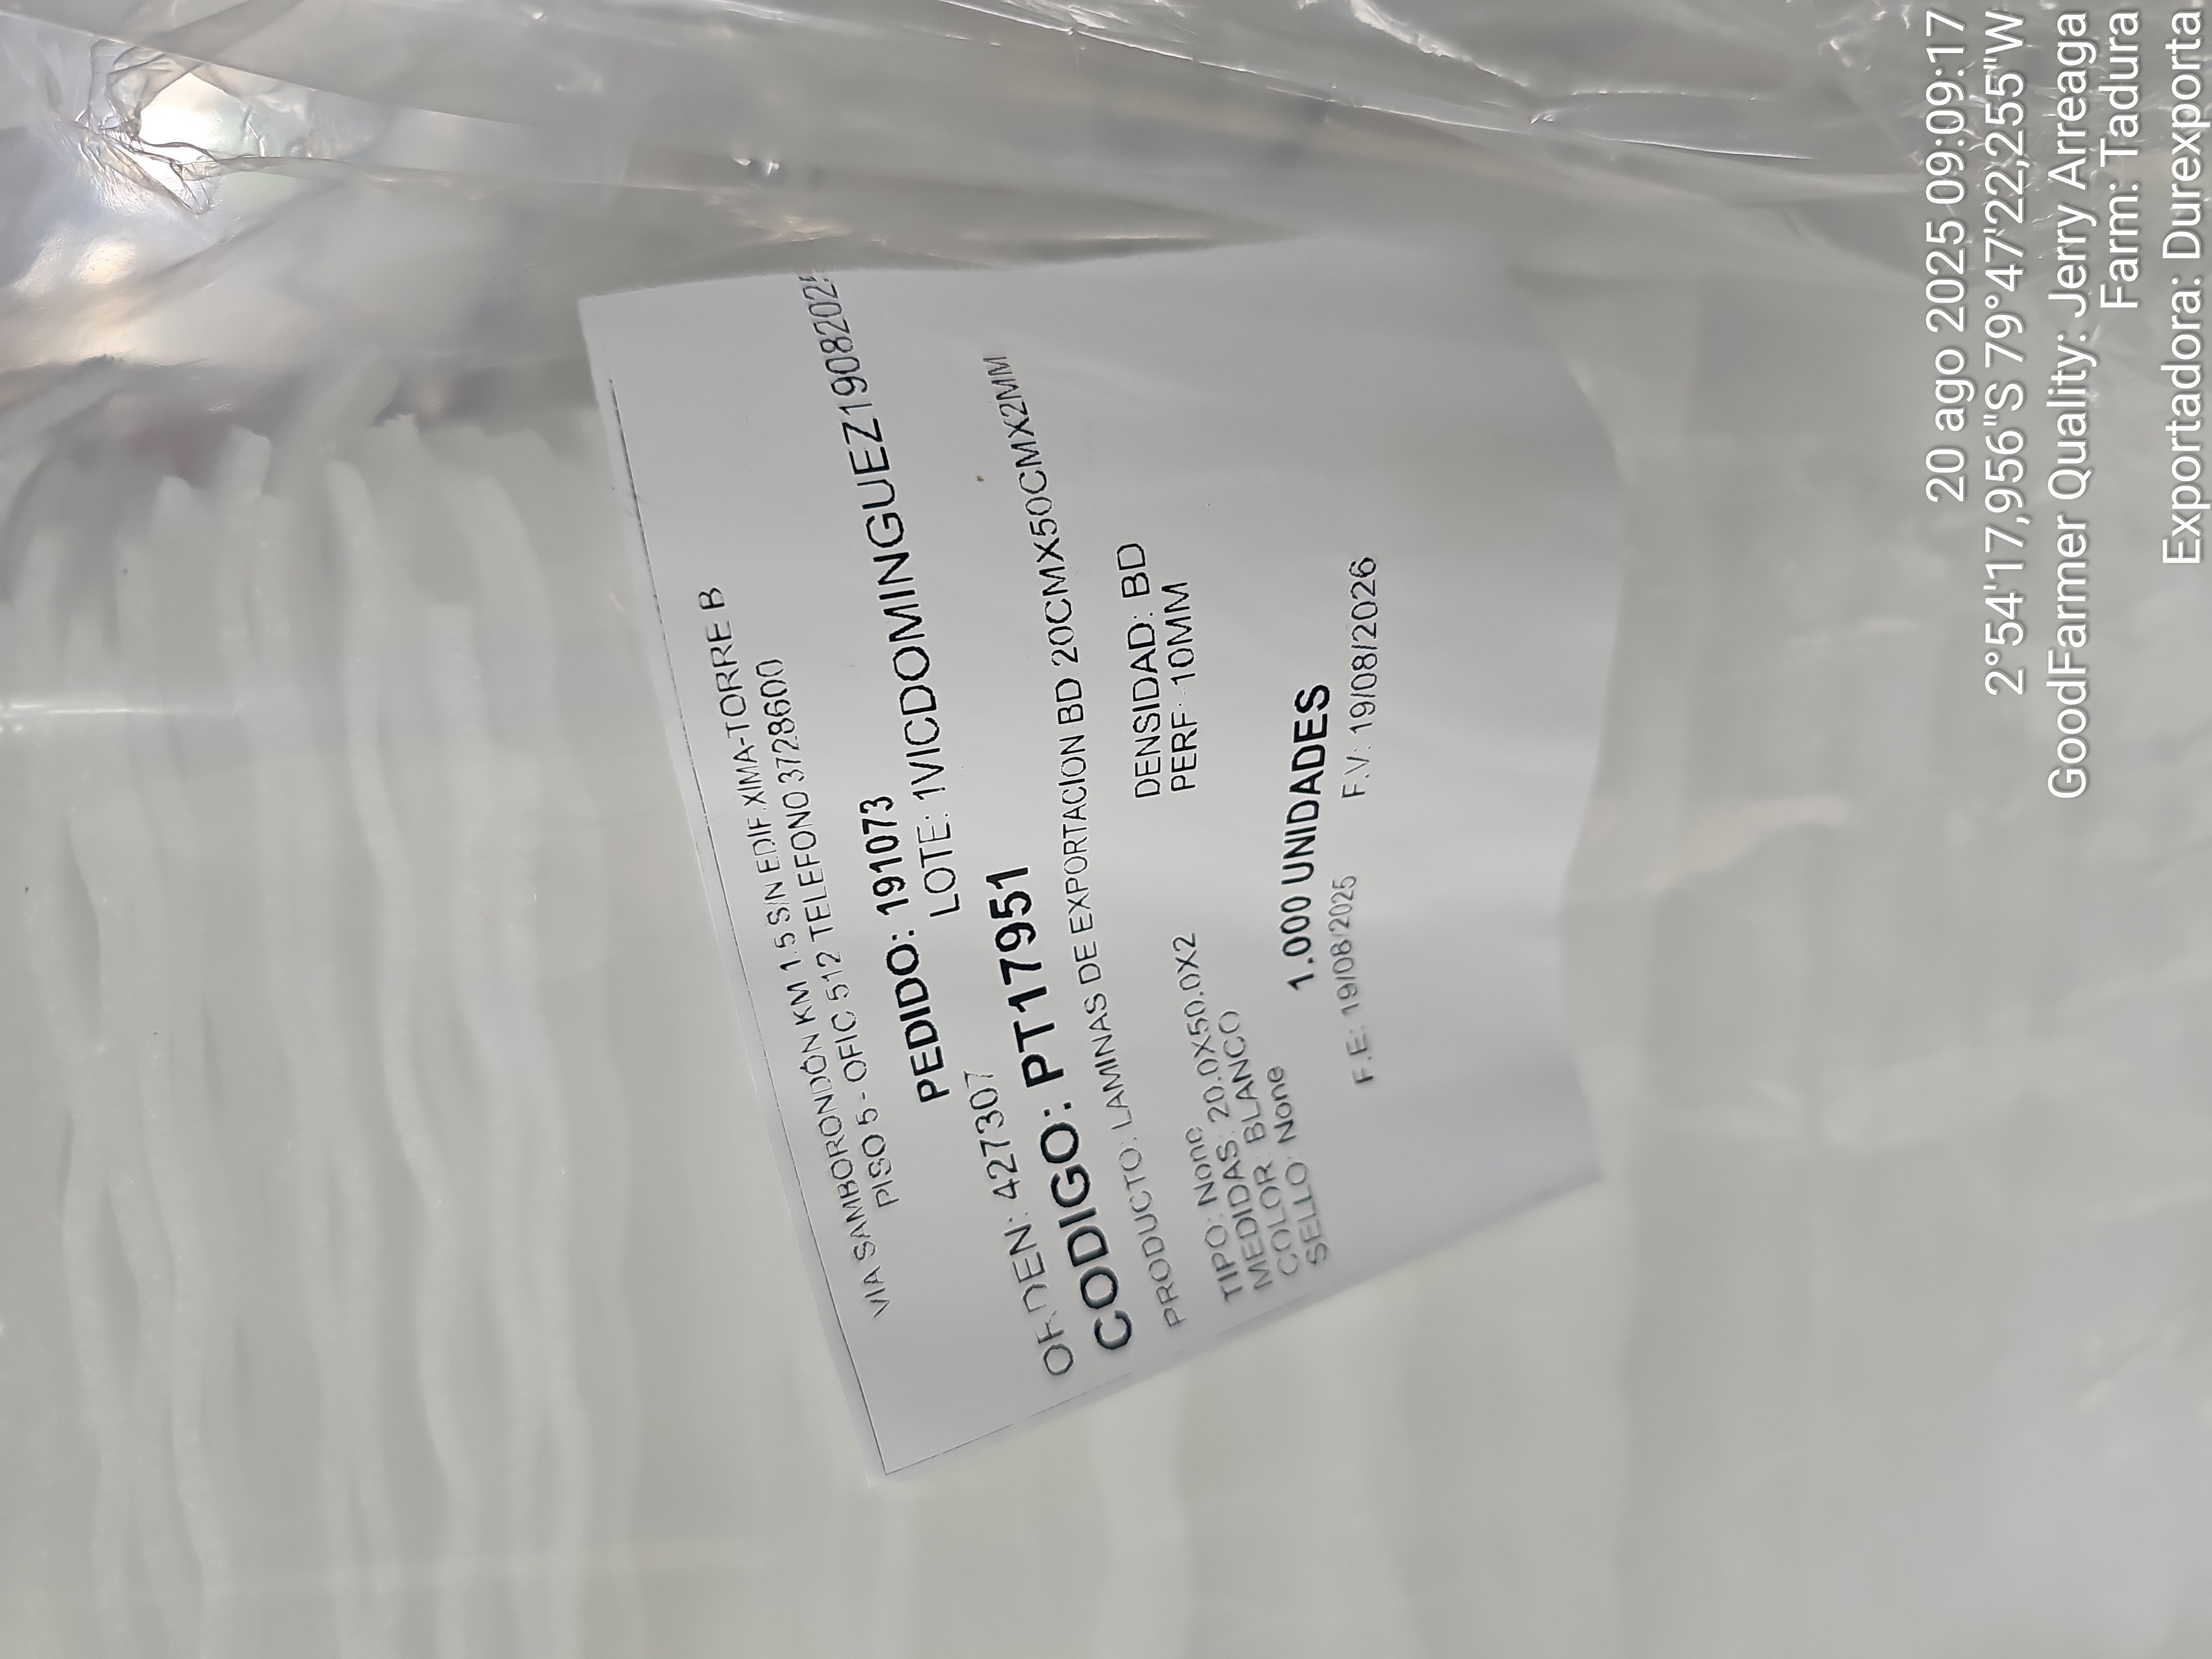 VÍA SAMBORONDÓN KM 1.5 S/N EDIF.XIMA-TORRE B
PISO 5 - OFIC 512 TELEFONO 3728600
PEDIDO: 191073
ORDEN: 427307 LOTE: 1VICDOMINGUEZ19082025
CODIGO: PT17951
PRODUCTO: LAMINAS DE EXPORTACION BD 20CMX50CMX2MM
TIPO: None DENSIDAD: BD
MEDIDAS: 20.0X50.0X2 PERF: 10MM
COLOR: BLANCO
SELLO: None
1.000 UNIDADES
F.E: 19/08/2025 F.V: 19/08/2026
20 ago 2025 09:09:17
2°54'17,956"S 79°47'22,255"W
GoodFarmer Quality: Jerry Arreaga
Farm: Tadura
Exportadora: Durexporta